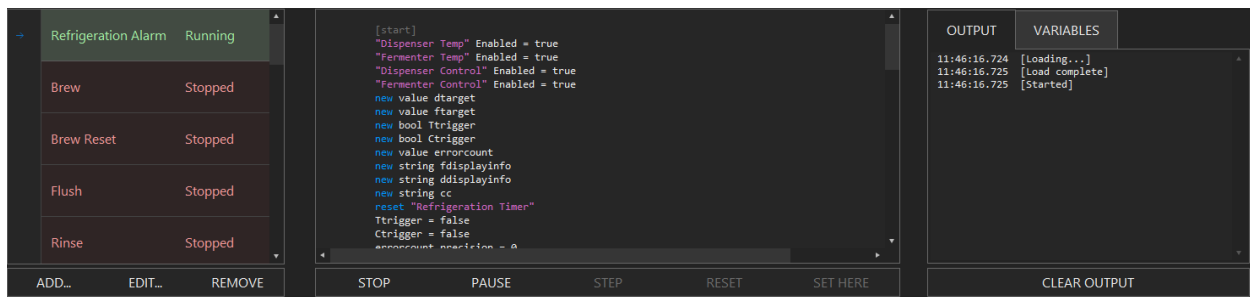 → Refrigeration Alarm Running
Brew Stopped
Brew Reset Stopped
Flush Stopped
Rinse Stopped
ADD... EDIT... REMOVE
[start]
"Dispenser Temp" Enabled = true
"Fermenter Temp" Enabled = true
"Dispenser Control" Enabled = true
"Fermenter Control" Enabled = true
new value dtarget
new value ftarget
new bool Ttrigger
new bool Ctrigger
new value errorcount
new string fdisplayinfo
new string ddisplayinfo
new string cc
reset "Refrigeration Timer"
Ttrigger = false
Ctrigger = false
errorcount precision = 0
STOP PAUSE STEP RESET SET HERE
OUTPUT VARIABLES
11:46:16.724 [Loading...]
11:46:16.725 [Load complete]
11:46:16.725 [Started]
CLEAR OUTPUT